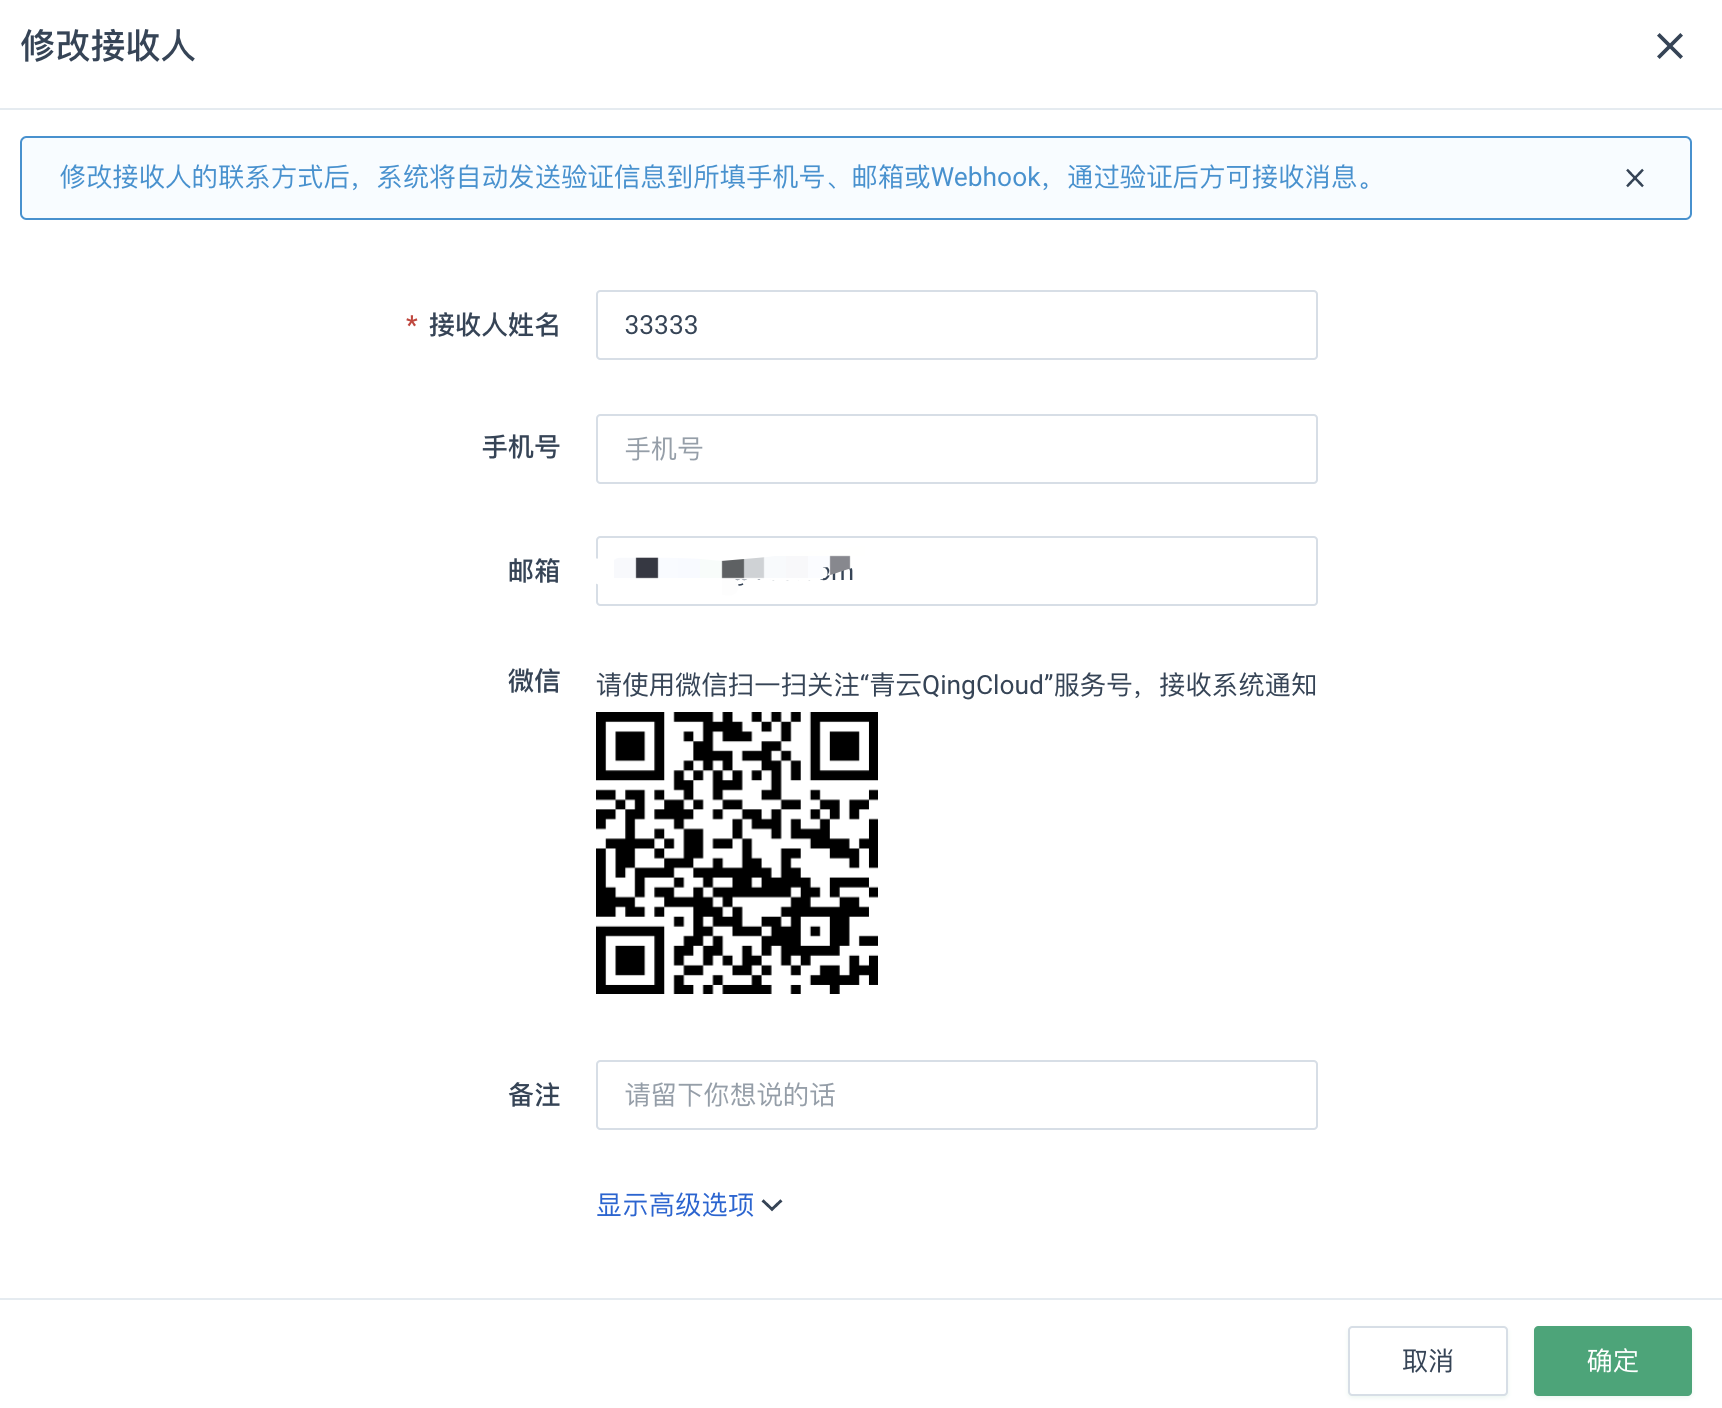 修改接收人
修改接收人的联系方式后，系统将自动发送验证信息到所填手机号、邮箱或Webhook，通过验证后方可接收消息。
* 接收人姓名 33333
手机号 手机号
邮箱
微信 请使用微信扫一扫关注“青云QingCloud”服务号，接收系统通知
备注 请留下你想说的话
显示高级选项
取消 确定